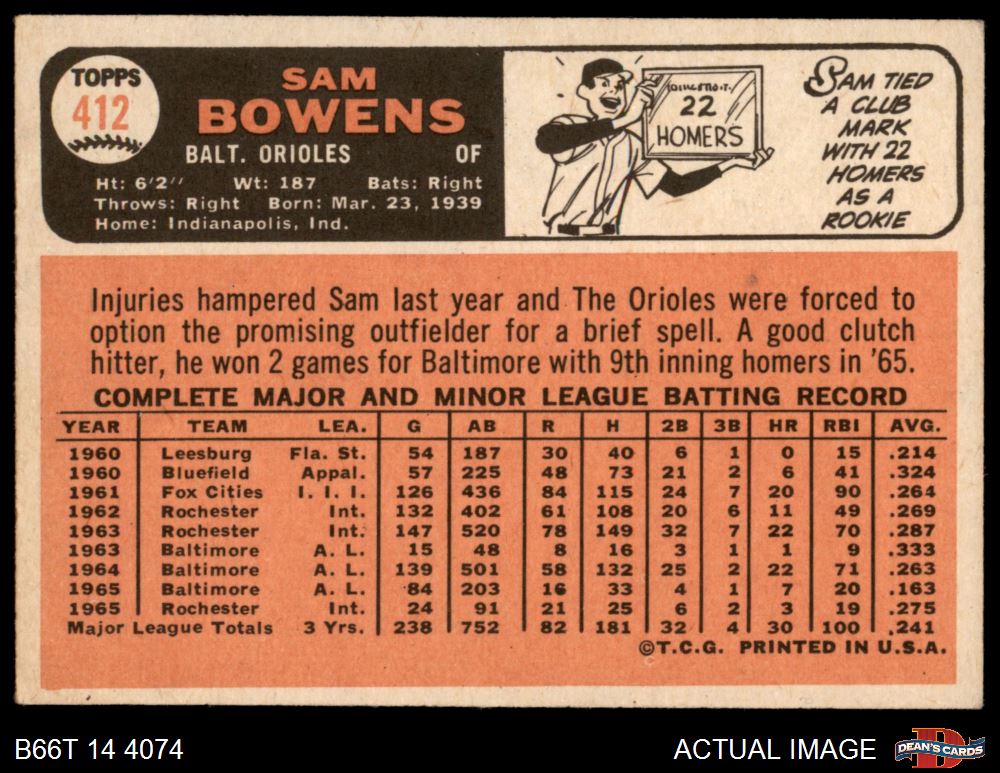 TOPPS
412
SAM
BOWENS
BALT. ORIOLES OF
Ht: 6'2" Wt: 187 Bats: Right
Throws: Right Born: Mar. 23, 1939
Home: Indianapolis, Ind.
22
HOMERS
SAM TIED
A CLUB
MARK
WITH 22
HOMERS
AS A
ROOKIE
Injuries hampered Sam last year and The Orioles were forced to
option the promising outfielder for a brief spell. A good clutch
hitter, he won 2 games for Baltimore with 9th inning homers in '65.
COMPLETE MAJOR AND MINOR LEAGUE BATTING RECORD
YEAR TEAM LEA. G AB R H 2B 3B HR RBI AVG.
1960 Leesburg Fla. St. 54 187 30 40 6 1 0 15 .214
1960 Bluefield Appal. 57 225 48 73 21 2 6 41 .324
1961 Fox Cities I. I. I. 126 436 84 115 24 7 20 90 .264
1962 Rochester Int. 132 402 61 108 20 6 11 49 .269
1963 Rochester Int. 147 520 78 149 32 7 22 70 .287
1963 Baltimore A. L. 15 48 8 16 3 1 1 9 .333
1964 Baltimore A. L. 139 501 58 132 25 2 22 71 .263
1965 Baltimore A. L. 84 203 16 33 4 1 7 20 .163
1965 Rochester Int. 24 91 21 25 6 2 3 19 .275
Major League Totals 3 Yrs. 238 752 82 181 32 4 30 100 .241
©T.C.G. PRINTED IN U.S.A.
B66T 14 4074 ACTUAL IMAGE
DEAN'S CARDS